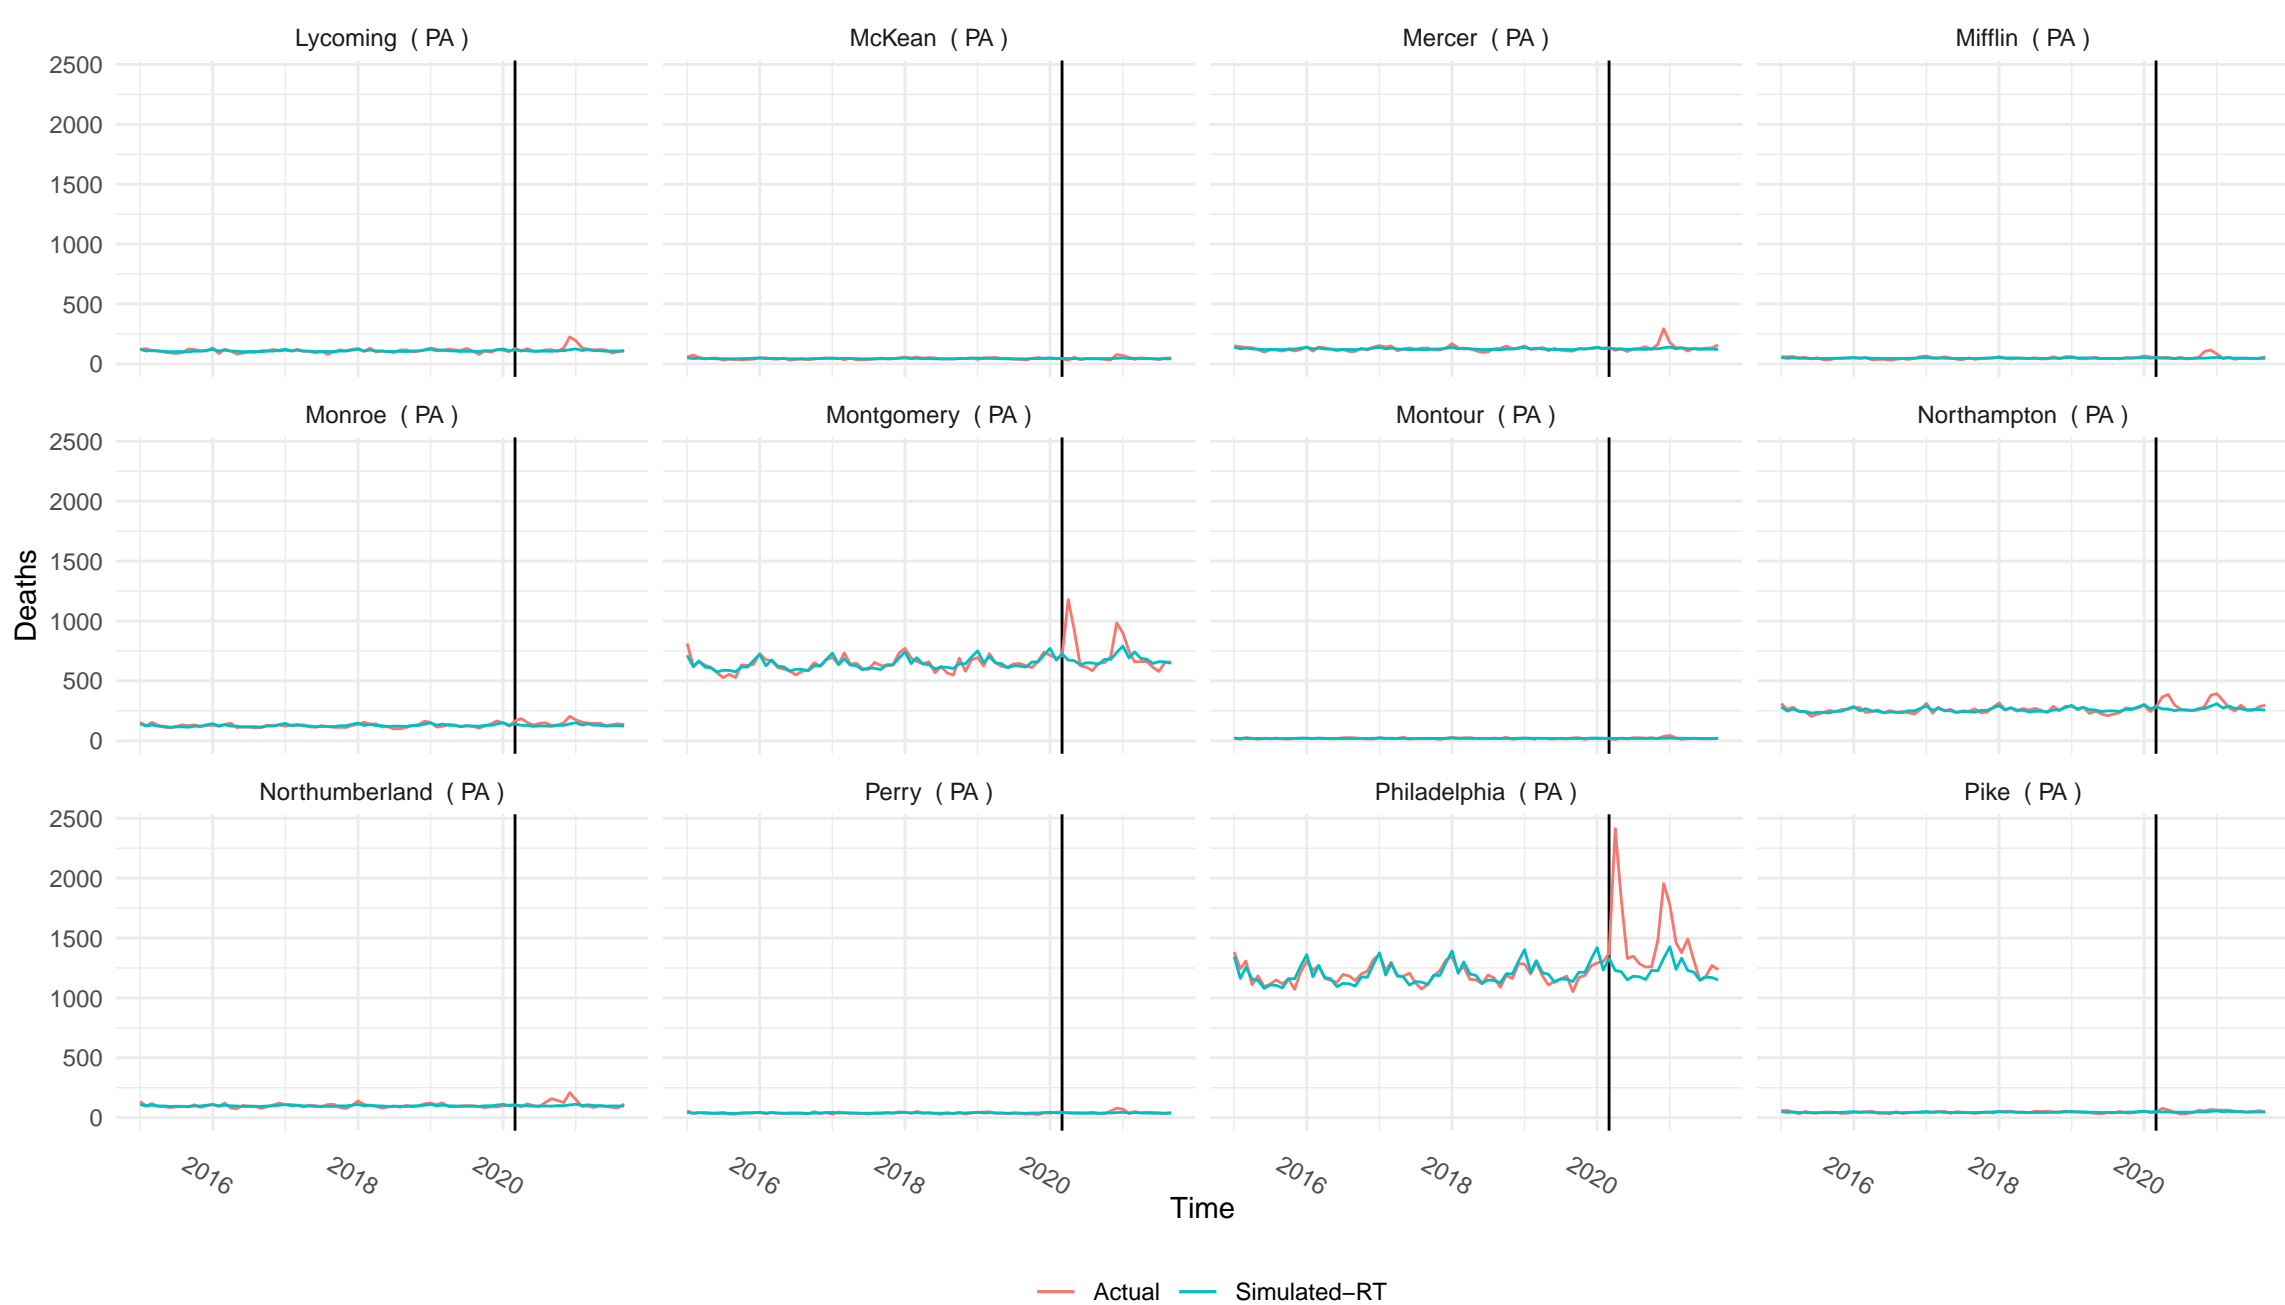 Lycoming ( PA )
McKean ( PA )
Mercer ( PA )
Mifflin ( PA )
2500
2000
1500
1000
500
0
Monroe ( PA )
Montgomery ( PA )
Montour ( PA )
Northampton ( PA )
2500
2000
1500
1000
500
0
Deaths
Northumberland ( PA )
Perry ( PA )
Philadelphia ( PA )
Pike ( PA )
2500
2000
1500
1000
500
0
2016 2018 2020
2016 2018 2020
2016 2018 2020
2016 2018 2020
Time
Actual
Simulated−RT